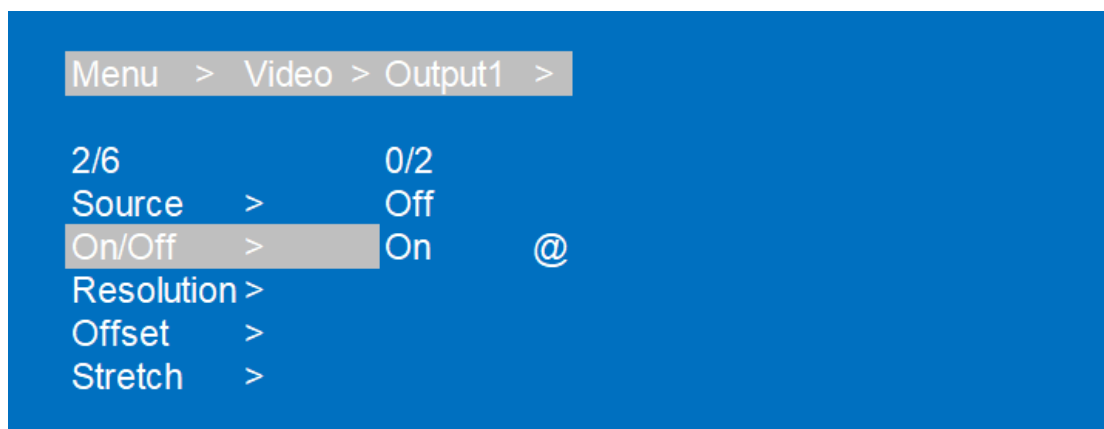 Menu > Video > Output1 >
2/6 0/2
Source > Off
On/Off > On @
Resolution >
Offset >
Stretch >